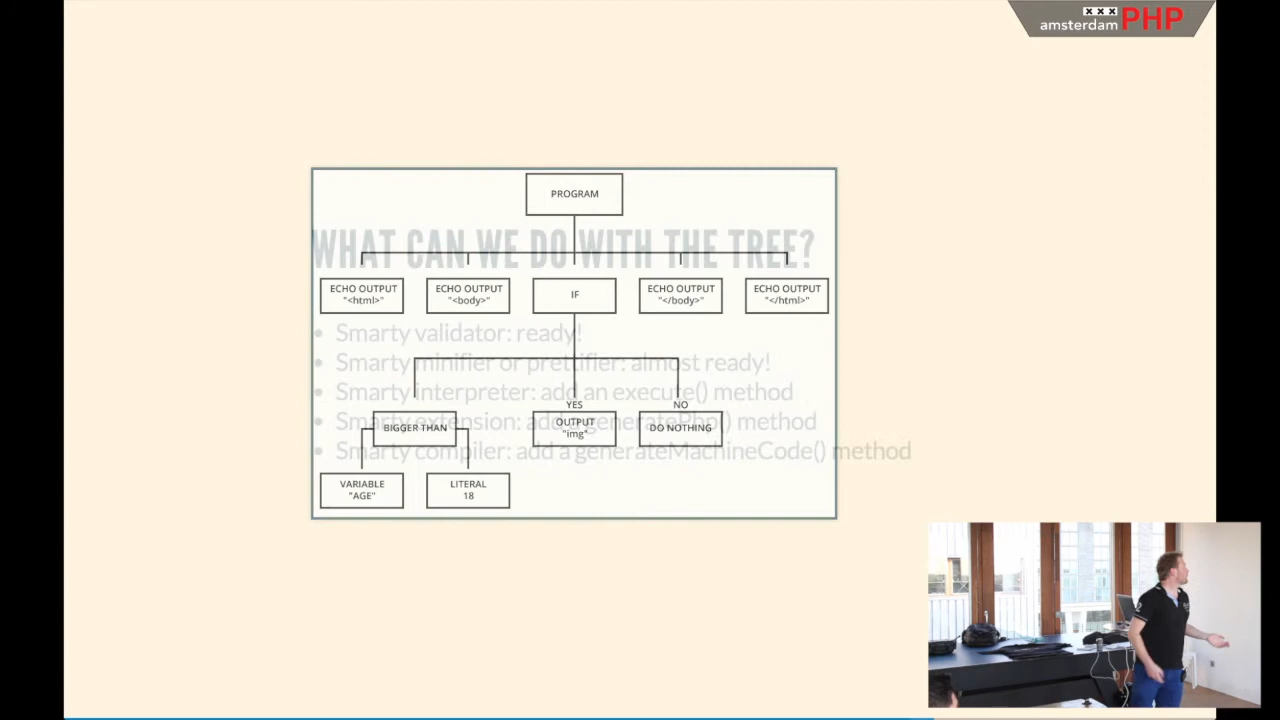 xxx
amsterdamPHP
PROGRAM
WHAT CAN WE DO WITH THE TREE?
ECHO OUTPUT
"<html>"
ECHO OUTPUT
"<body>"
IF
ECHO OUTPUT
"</body>"
ECHO OUTPUT
"</html>"
• Smarty validator: ready!
• Smarty minifier or prettifier: almost ready!
• Smarty interpreter: add an execute() method
YES
NO
• Smarty extension: add a generatePhp() method
BIGGER THAN
OUTPUT
"img"
DO NOTHING
• Smarty compiler: add a generateMachineCode() method
VARIABLE
"AGE"
LITERAL
18